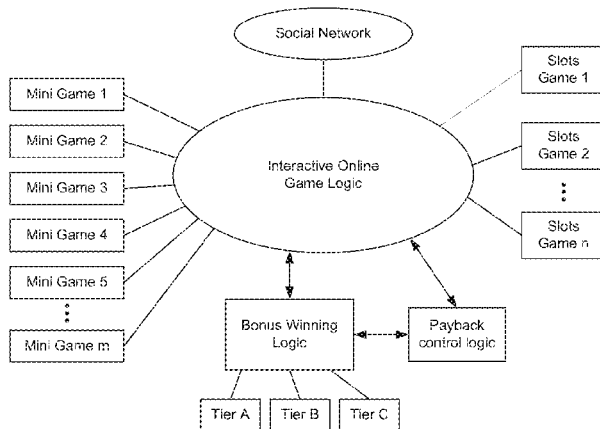 Social Network
Mini Game 1
Mini Game 2
Mini Game 3
Mini Game 4
Mini Game 5
Mini Game m
Interactive Online
Game Logic
Slots
Game 1
Slots
Game 2
Slots
Game n
Bonus Winning
Logic
Payback
control logic
Tier A
Tier B
Tier C